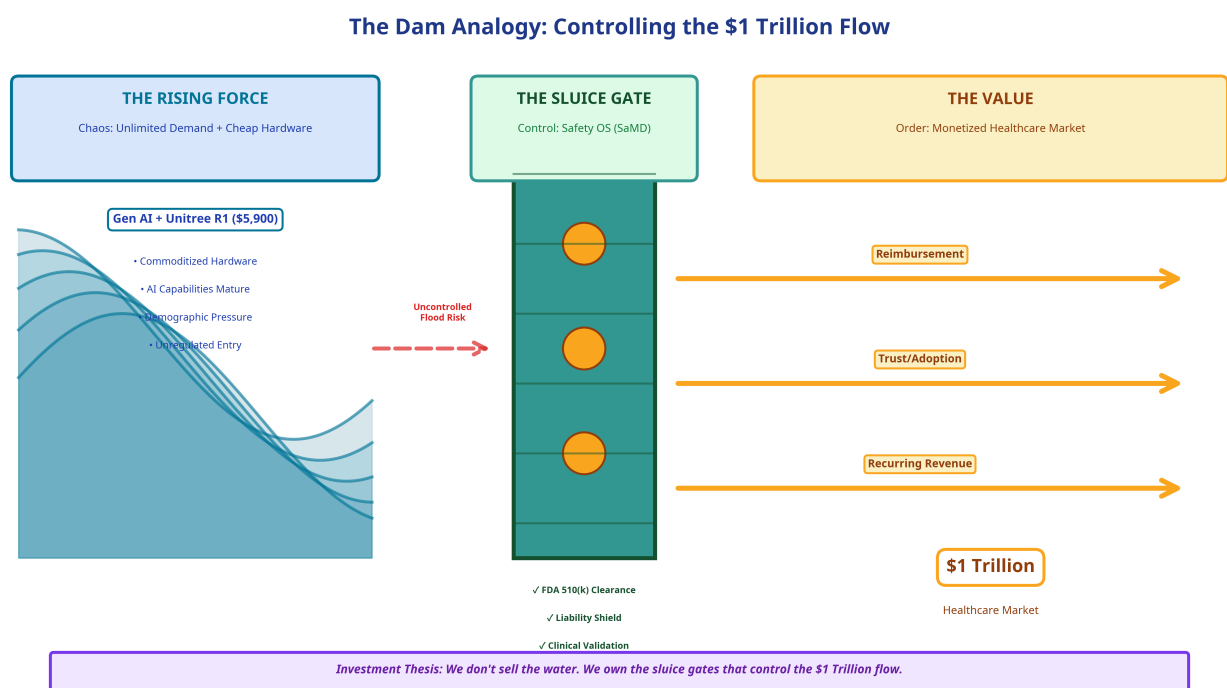 The Dam Analogy: Controlling the $1 Trillion Flow
THE RISING FORCE
Chaos: Unlimited Demand + Cheap Hardware
THE SLUICE GATE
Control: Safety OS (SaMD)
THE VALUE
Order: Monetized Healthcare Market
Gen AI + Unitree R1 ($5,900)
• Commoditized Hardware
• AI Capabilities Mature
• Demographic Pressure
• Unregulated Entry
Uncontrolled
Flood Risk
Reimbursement
Trust/Adoption
Recurring Revenue
$1 Trillion
Healthcare Market
✓ FDA 510(k) Clearance
✓ Liability Shield
✓ Clinical Validation
Investment Thesis: We don't sell the water. We own the sluice gates that control the $1 Trillion flow.